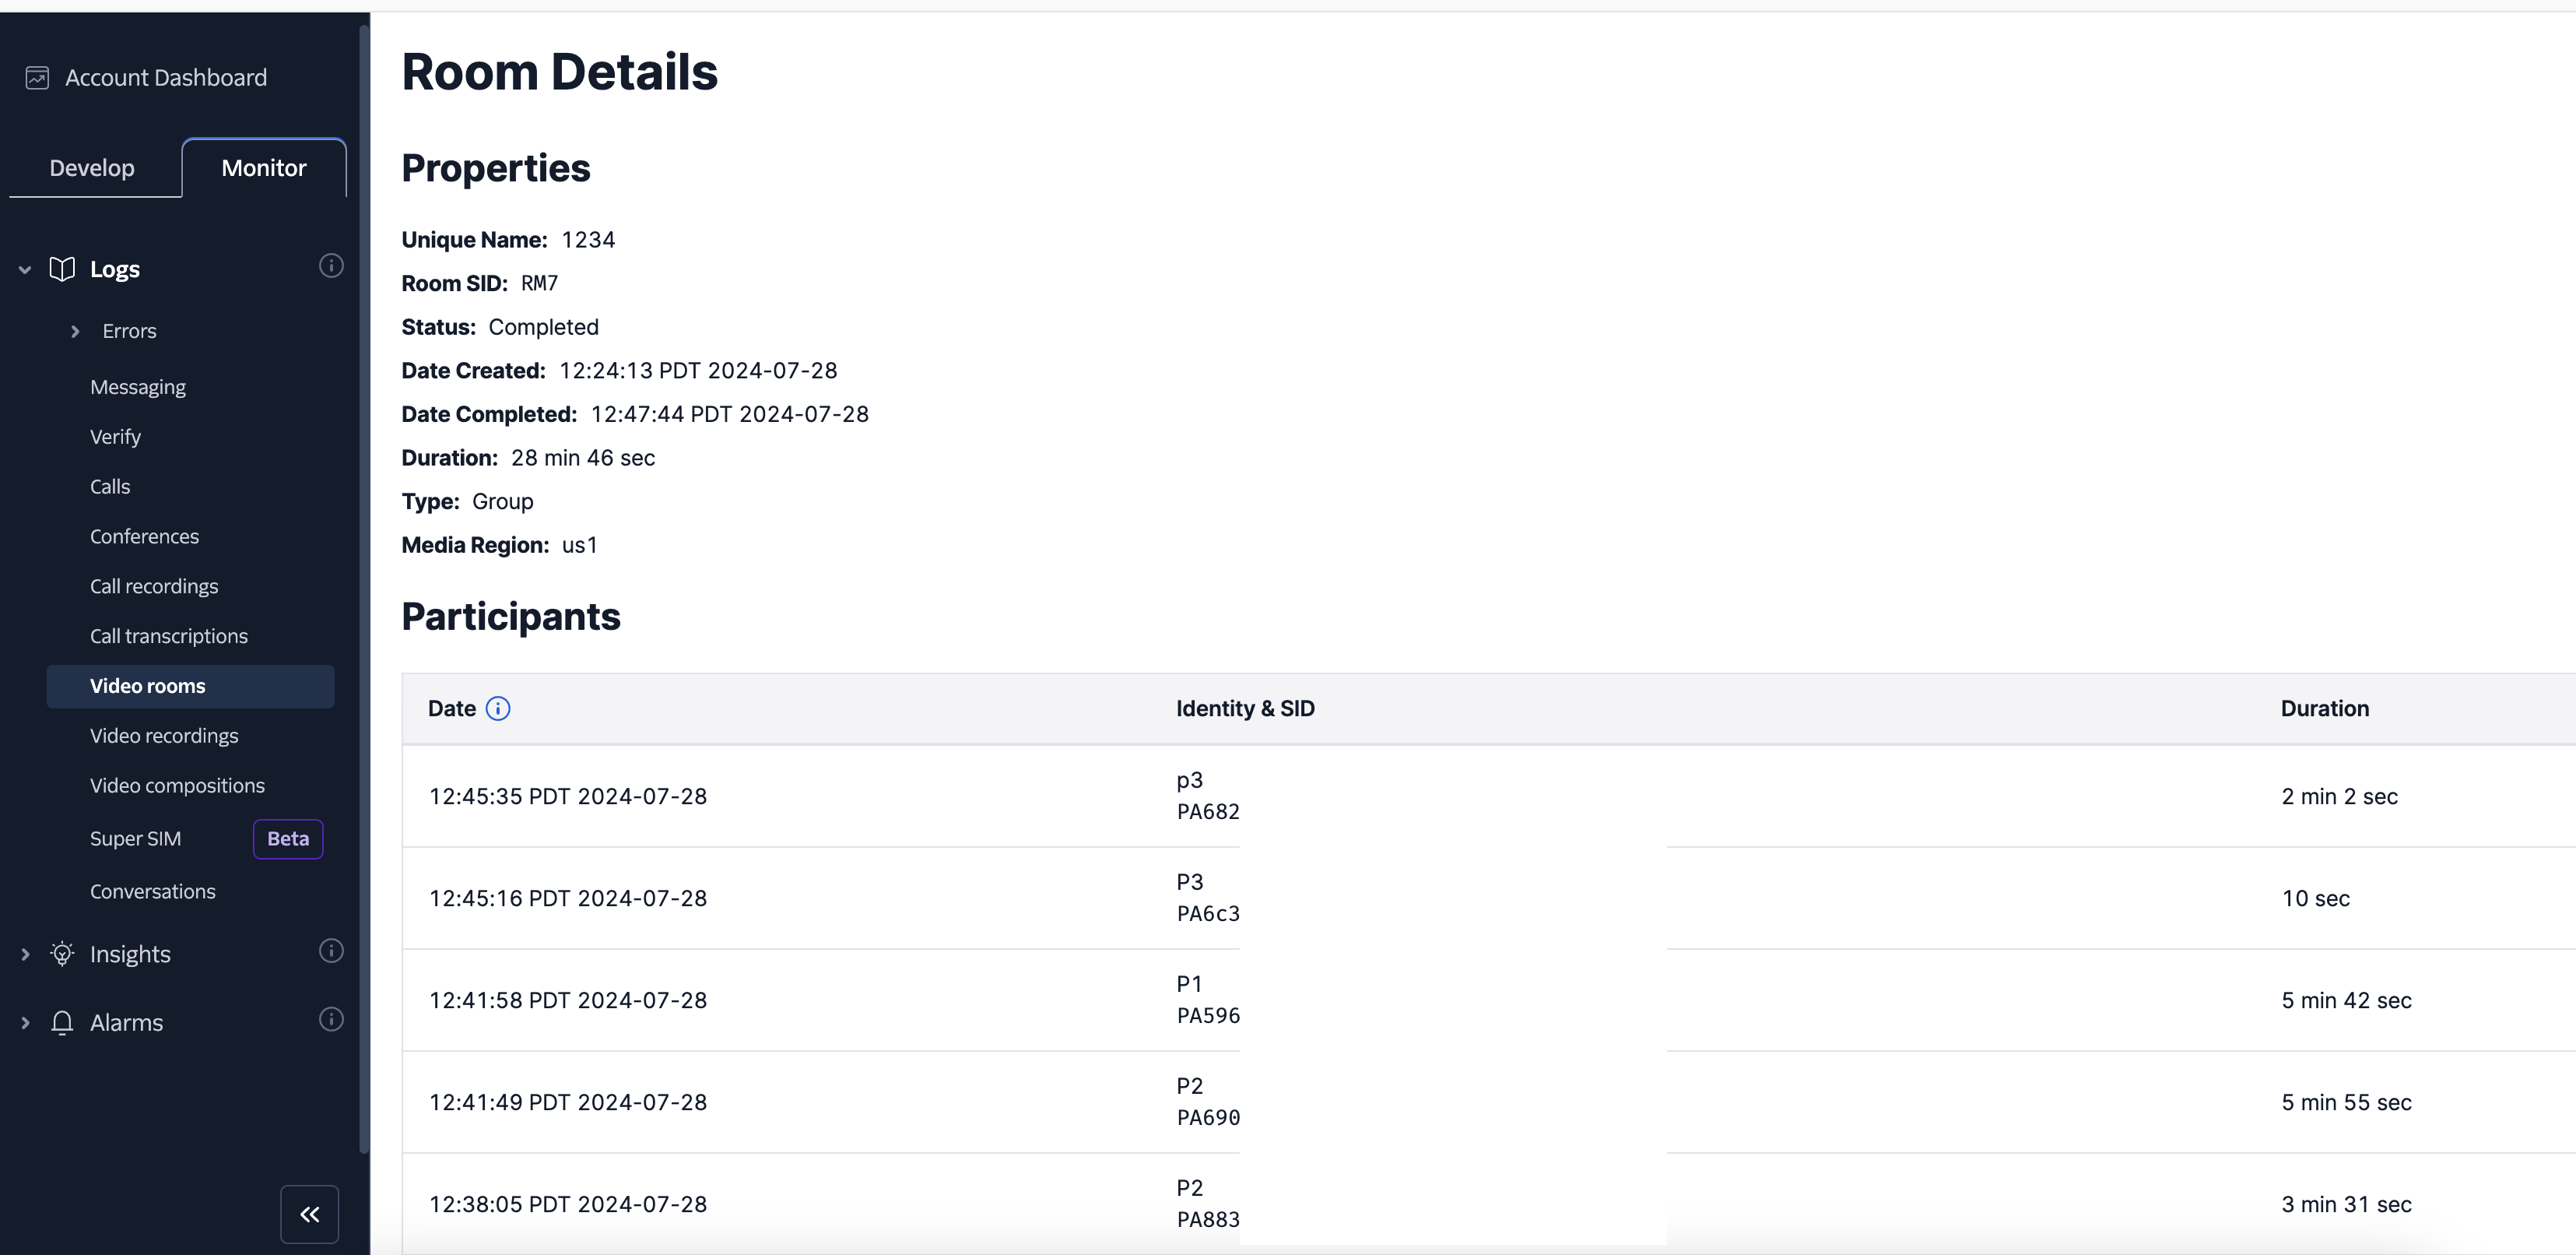 Account Dashboard
Develop
Monitor
Logs
Errors
Messaging
Verify
Calls
Conferences
Call recordings
Call transcriptions
Video rooms
Video recordings
Video compositions
Super SIM Beta
Conversations
Insights
Alarms
Room Details
Properties
Unique Name: 1234
Room SID: RM7
Status: Completed
Date Created: 12:24:13 PDT 2024-07-28
Date Completed: 12:47:44 PDT 2024-07-28
Duration: 28 min 46 sec
Type: Group
Media Region: us1
Participants
Date Identity & SID Duration
12:45:35 PDT 2024-07-28 p3 2 min 2 sec
PA682
12:45:16 PDT 2024-07-28 P3 10 sec
PA6c3
12:41:58 PDT 2024-07-28 P1 5 min 42 sec
PA596
12:41:49 PDT 2024-07-28 P2 5 min 55 sec
PA690
12:38:05 PDT 2024-07-28 P2 3 min 31 sec
PA883